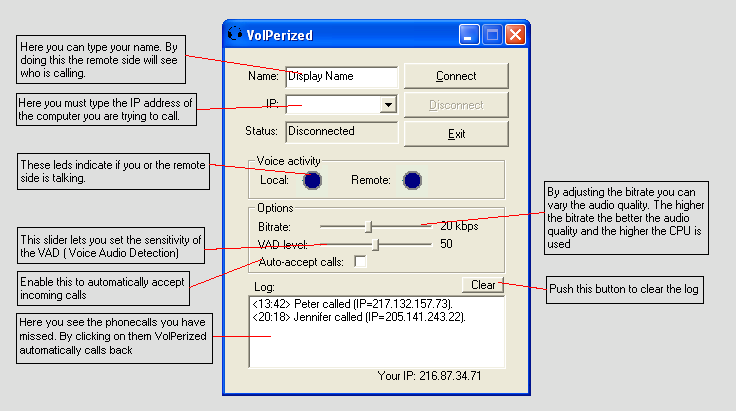 VoIPerized
Here you can type your name. By
doing this the remote side will see
who is calling.
Name:
Display Name
Connect
Here you must type the IP address of
the computer you are trying to call.
IP:
Disconnect
Status:
Disconnected
Exit
These leds indicate if you or the remote
side is talking.
Voice activity
Local:
Remote:
By adjusting the bitrate you can
vary the audio quality. The higher
the bitrate the better the audio
quality and the higher the CPU is
used
Options
Bitrate:
20 kbps
This slider lets you set the sensitivity of
the VAD ( Voice Audio Detection)
VAD level:
50
Auto-accept calls:
Enable this to automatically accept
incoming calls
Log:
Clear
Push this button to clear the log
<13:42> Peter called (IP=217.132.157.73).
<20:18> Jennifer called (IP=205.141.243.22).
Here you see the phonecalls you have
missed. By clicking on them VoIPerized
automatically calls back
Your IP: 216.87.34.71